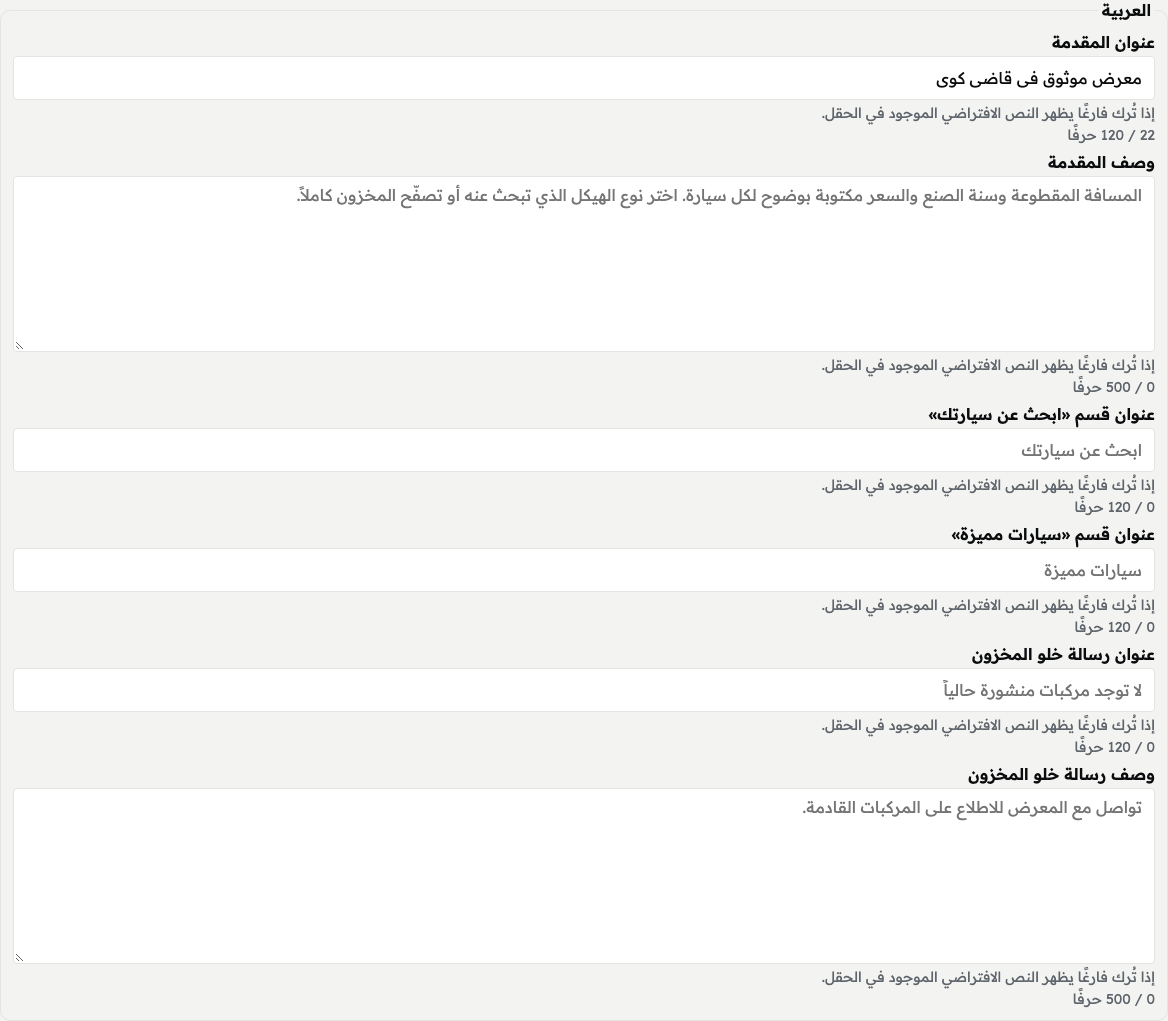 العربية
عنوان المقدمة
معرض موثوق في قاضي كوي
إذا تُرك فارغًا يظهر النص الافتراضي الموجود في الحقل.
22 / 120 حرفًا
وصف المقدمة
المسافة المقطوعة وسنة الصنع والسعر مكتوبة بوضوح لكل سيارة. اختر نوع الهيكل الذي تبحث عنه أو تصفّح المخزون كاملاً.
إذا تُرك فارغًا يظهر النص الافتراضي الموجود في الحقل.
0 / 500 حرفًا
عنوان قسم «ابحث عن سيارتك»
ابحث عن سيارتك
إذا تُرك فارغًا يظهر النص الافتراضي الموجود في الحقل.
0 / 120 حرفًا
عنوان قسم «سيارات مميزة»
سيارات مميزة
إذا تُرك فارغًا يظهر النص الافتراضي الموجود في الحقل.
0 / 120 حرفًا
عنوان رسالة خلو المخزون
لا توجد مركبات منشورة حالياً
إذا تُرك فارغًا يظهر النص الافتراضي الموجود في الحقل.
0 / 120 حرفًا
وصف رسالة خلو المخزون
تواصل مع المعرض للاطلاع على المركبات القادمة.
إذا تُرك فارغًا يظهر النص الافتراضي الموجود في الحقل.
0 / 500 حرفًا